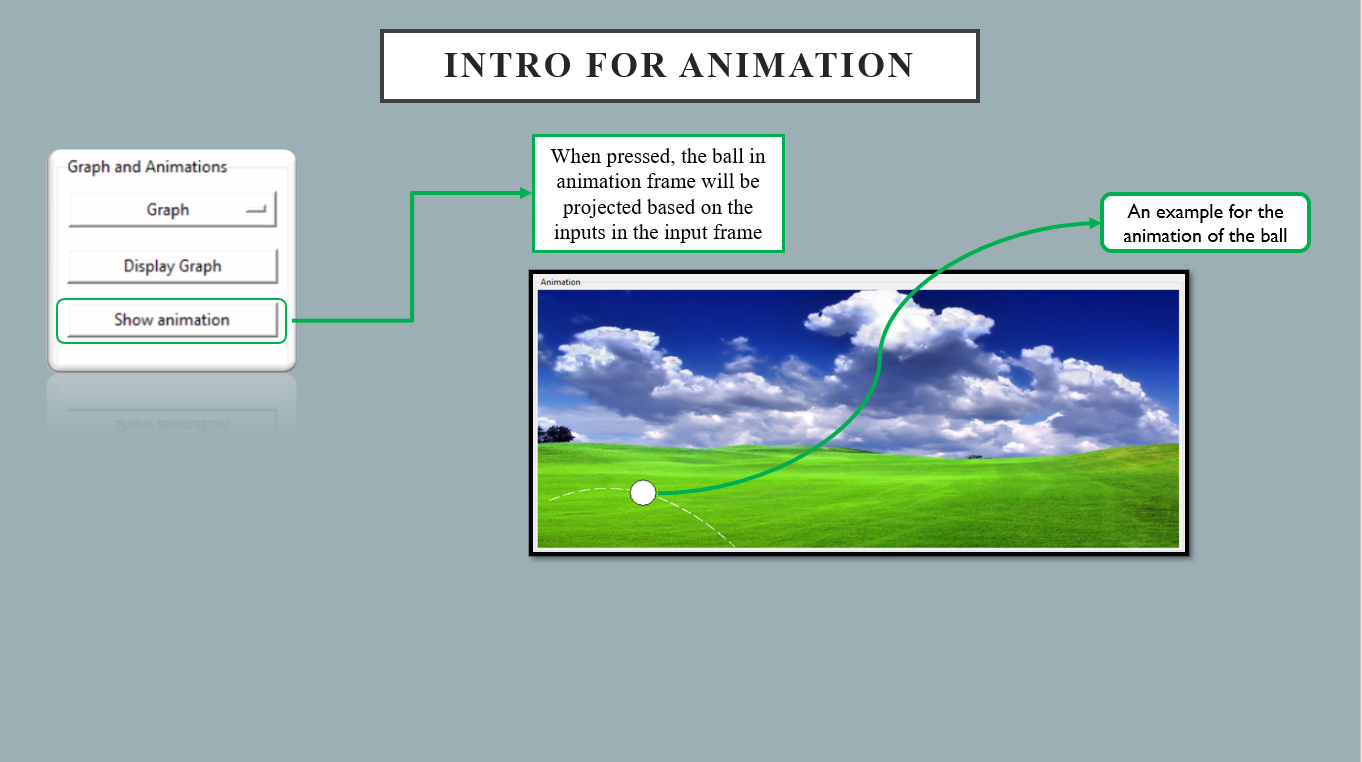 INTRO FOR ANIMATION
Graph and Animations
Graph
Display Graph
Show animation
When pressed, the ball in
animation frame will be
projected based on the
inputs in the input frame
An example for the
animation of the ball
Animation